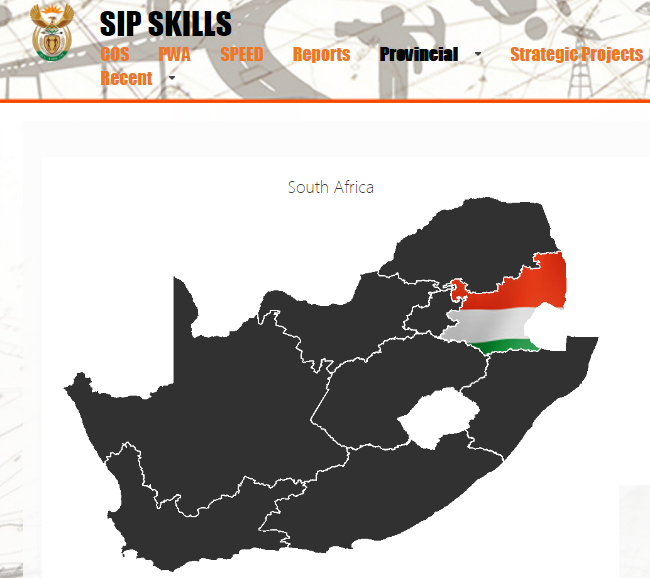 SIP SKILLS
COS PWA SPEED Reports Provincial Strategic Projects
Recent
South Africa